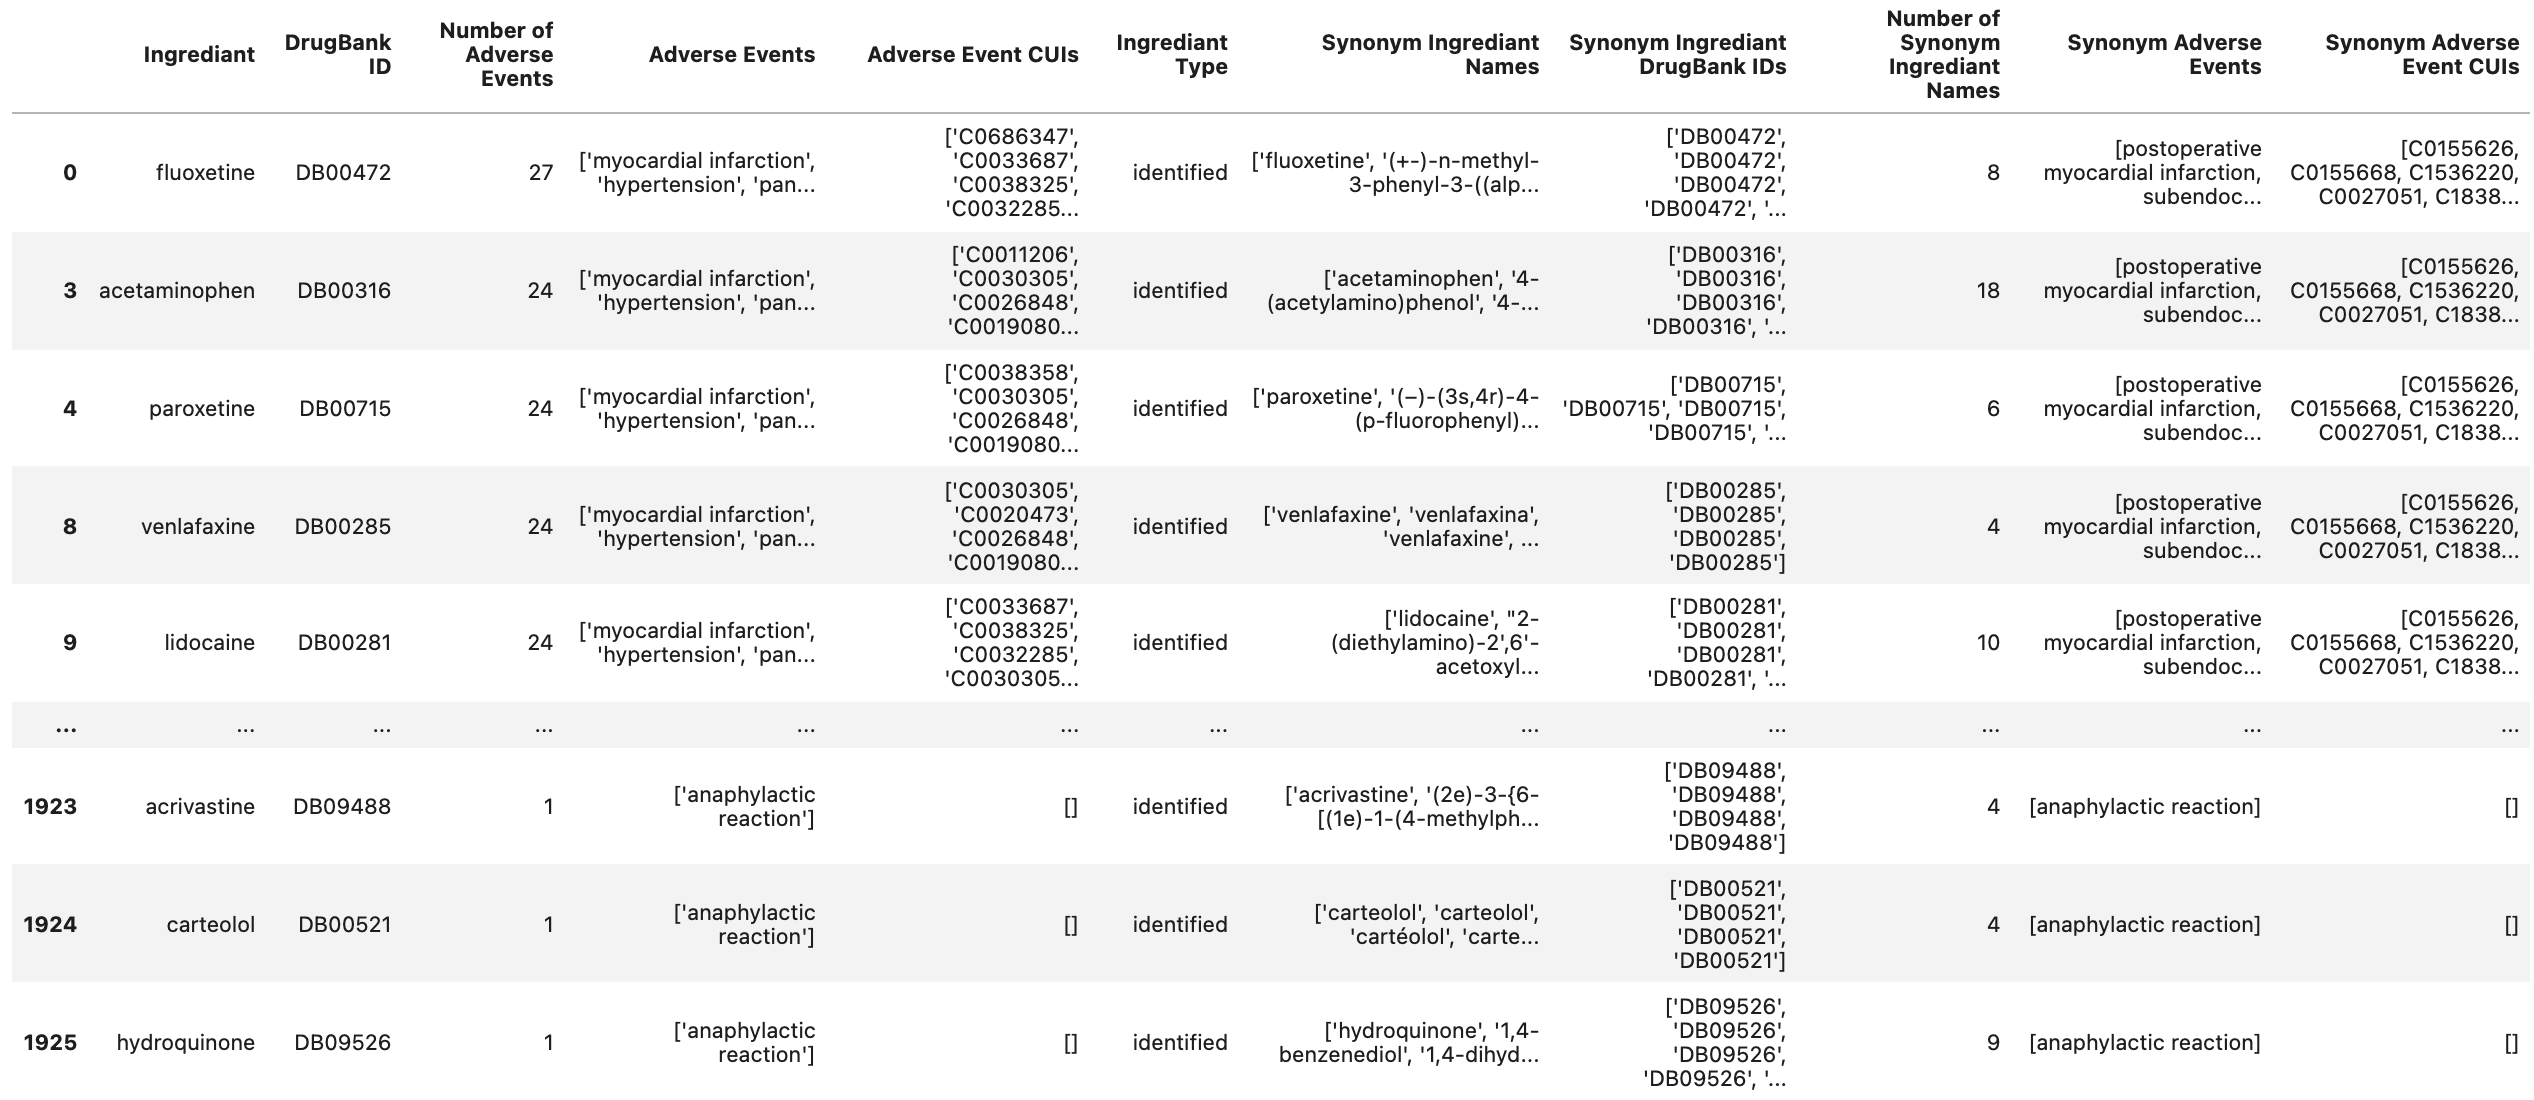 Ingrediant DrugBank ID Number of Adverse Events Adverse Events Adverse Event CUIs Ingrediant Type Synonym Ingrediant Names Synonym Ingrediant DrugBank IDs Number of Synonym Ingrediant Names Synonym Adverse Events Synonym Adverse Event CUIs
0 fluoxetine DB00472 27 ['myocardial infarction', 'hypertension', 'pan... ['C0686347', 'C0033687', 'C0038325', 'C0032285... identified ['fluoxetine', '(+-)-n-methyl-3-phenyl-3-((alp... ['DB00472', 'DB00472', 'DB00472', 'DB00472', '... 8 [postoperative myocardial infarction, subendoc... [C0155626, C0155668, C1536220, C0027051, C1838...
3 acetaminophen DB00316 24 ['myocardial infarction', 'hypertension', 'pan... ['C0011206', 'C0030305', 'C0026848', 'C0019080... identified ['acetaminophen', '4-(acetylamino)phenol', '4-... ['DB00316', 'DB00316', 'DB00316', 'DB00316', '... 18 [postoperative myocardial infarction, subendoc... [C0155626, C0155668, C1536220, C0027051, C1838...
4 paroxetine DB00715 24 ['myocardial infarction', 'hypertension', 'pan... ['C0038358', 'C0030305', 'C0026848', 'C0019080... identified ['paroxetine', '(−)-(3s,4r)-4-(p-fluorophenyl)... ['DB00715', 'DB00715', 'DB00715', 'DB00715', '... 6 [postoperative myocardial infarction, subendoc... [C0155626, C0155668, C1536220, C0027051, C1838...
8 venlafaxine DB00285 24 ['myocardial infarction', 'hypertension', 'pan... ['C0030305', 'C0020473', 'C0026848', 'C0019080... identified ['venlafaxine', 'venlafaxina', 'venlafaxine', ... ['DB00285', 'DB00285', 'DB00285', 'DB00285'] 4 [postoperative myocardial infarction, subendoc... [C0155626, C0155668, C1536220, C0027051, C1838...
9 lidocaine DB00281 24 ['myocardial infarction', 'hypertension', 'pan... ['C0033687', 'C0038325', 'C0032285', 'C0030305... identified ['lidocaine', "2-(diethylamino)-2',6'-acetoxyl... ['DB00281', 'DB00281', 'DB00281', 'DB00281', '... 10 [postoperative myocardial infarction, subendoc... [C0155626, C0155668, C1536220, C0027051, C1838...
... ... ... ... ... ... ... ... ... ... ... ...
1923 acrivastine DB09488 1 ['anaphylactic reaction'] [] identified ['acrivastine', '(2e)-3-{6-[(1e)-1-(4-methylph... ['DB09488', 'DB09488', 'DB09488', 'DB09488'] 4 [anaphylactic reaction] []
1924 carteolol DB00521 1 ['anaphylactic reaction'] [] identified ['carteolol', 'carteolol', 'cartéolol', 'carte... ['DB00521', 'DB00521', 'DB00521', 'DB00521'] 4 [anaphylactic reaction] []
1925 hydroquinone DB09526 1 ['anaphylactic reaction'] [] identified ['hydroquinone', '1,4-benzenediol', '1,4-dihyd... ['DB09526', 'DB09526', 'DB09526', 'DB09526', '... 9 [anaphylactic reaction] []